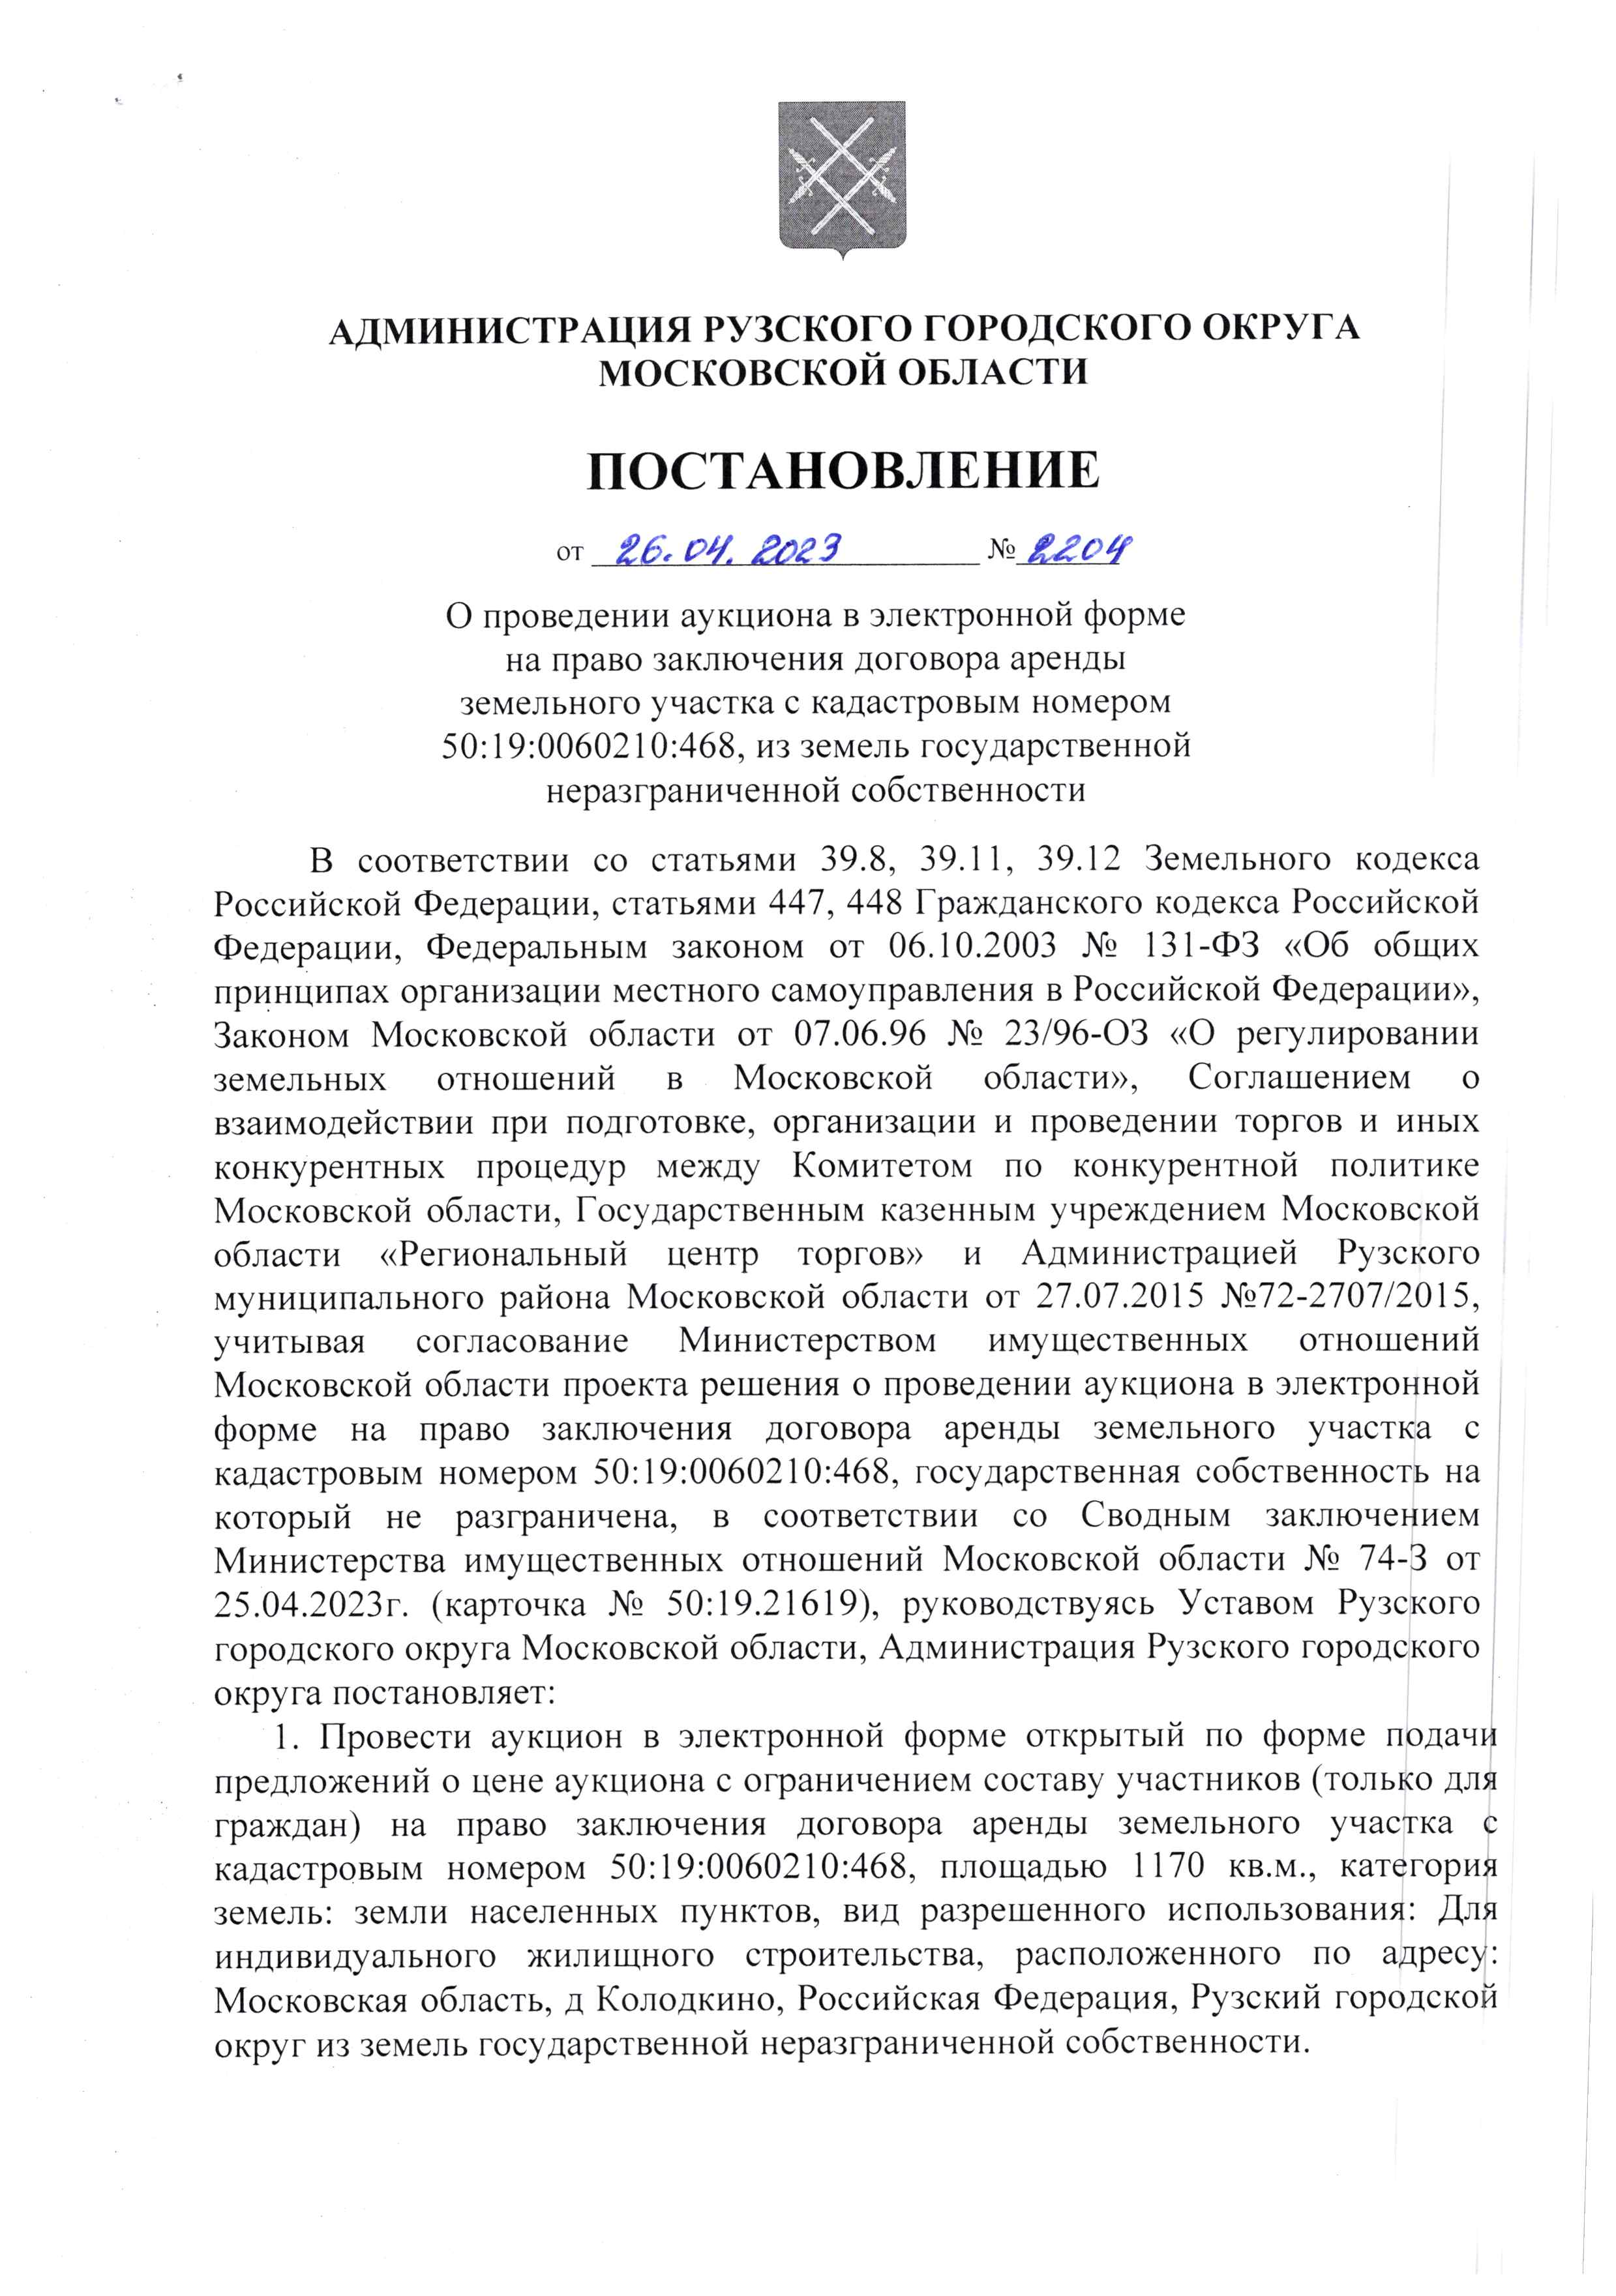 АДМИНИСТРАЦИЯ РУЗСКОГО ГОРОДСКОГО ОКРУГА
МОСКОВСКОЙ ОБЛАСТИ
ПОСТАНОВЛЕНИЕ
от 26.04.2023 № 2204
О проведении аукциона в электронной форме
на право заключения договора аренды
земельного участка с кадастровым номером
50:19:0060210:468, из земель государственной
неразграниченной собственности
В соответствии со статьями 39.8, 39.11, 39.12 Земельного кодекса
Российской Федерации, статьями 447, 448 Гражданского кодекса Российской
Федерации, Федеральным законом от 06.10.2003 № 131-ФЗ «Об общих
принципах организации местного самоуправления в Российской Федерации»,
Законом Московской области от 07.06.96 № 23/96-ОЗ «О регулировании
земельных отношений в Московской области», Соглашением о
взаимодействии при подготовке, организации и проведении торгов и иных
конкурентных процедур между Комитетом по конкурентной политике
Московской области, Государственным казенным учреждением Московской
области «Региональный центр торгов» и Администрацией Рузского
муниципального района Московской области от 27.07.2015 №72-2707/2015,
учитывая согласование Министерством имущественных отношений
Московской области проекта решения о проведении аукциона в электронной
форме на право заключения договора аренды земельного участка с
кадастровым номером 50:19:0060210:468, государственная собственность на
который не разграничена, в соответствии со Сводным заключением
Министерства имущественных отношений Московской области № 74-З от
25.04.2023г. (карточка № 50:19.21619), руководствуясь Уставом Рузского
городского округа Московской области, Администрация Рузского городского
округа постановляет:
1. Провести аукцион в электронной форме открытый по форме подачи
предложений о цене аукциона с ограничением составу участников (только для
граждан) на право заключения договора аренды земельного участка с
кадастровым номером 50:19:0060210:468, площадью 1170 кв.м., категория
земель: земли населенных пунктов, вид разрешенного использования: Для
индивидуального жилищного строительства, расположенного по адресу:
Московская область, д Колодкино, Российская Федерация, Рузский городской
округ из земель государственной неразграниченной собственности.